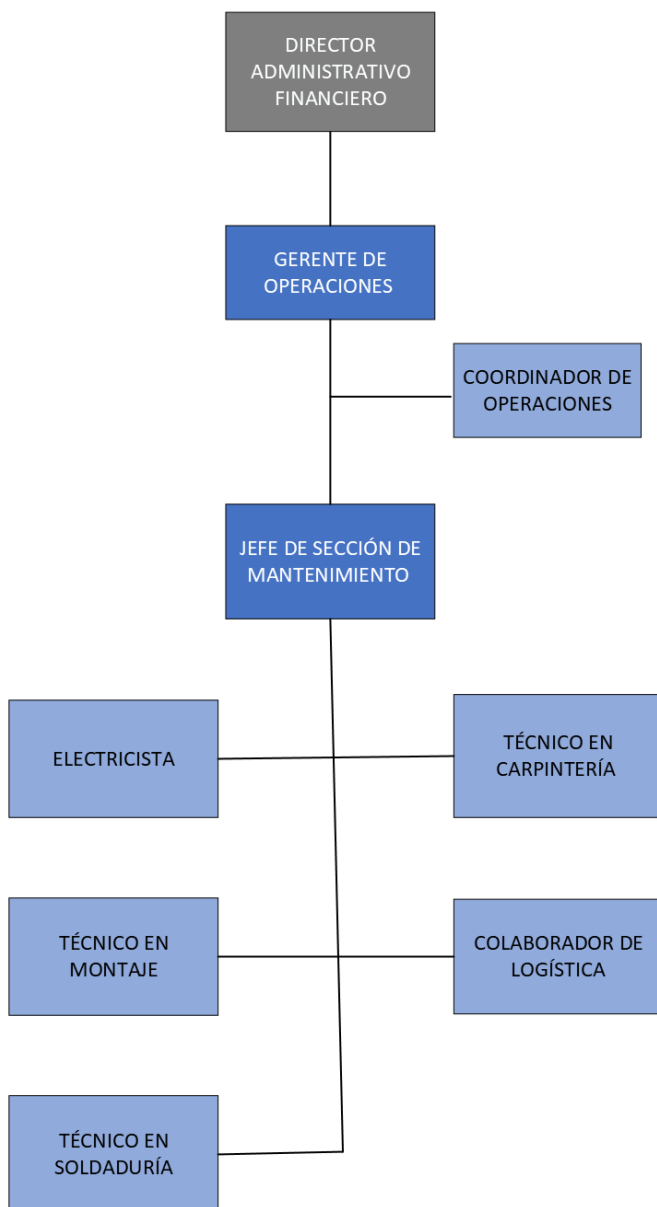 DIRECTOR
ADMINISTRATIVO
FINANCIERO
GERENTE DE
OPERACIONES
COORDINADOR DE
OPERACIONES
JEFE DE SECCIÓN DE
MANTENIMIENTO
ELECTRICISTA
TÉCNICO EN
CARPINTERÍA
TÉCNICO EN
MONTAJE
COLABORADOR DE
LOGÍSTICA
TÉCNICO EN
SOLDADURÍA